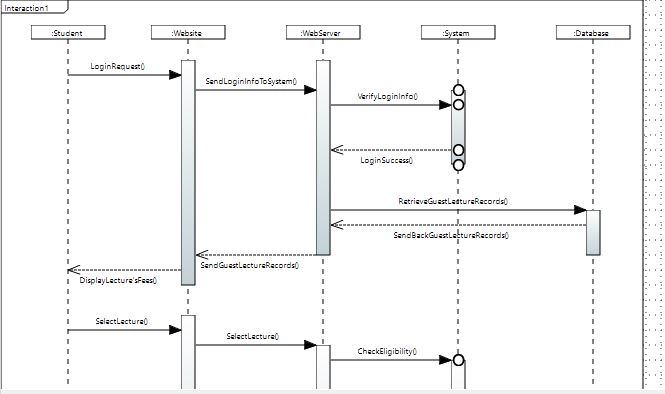 Interaction1
:Student
:Website
:WebServer
:System
:Database
LoginRequest()
SendLoginInfoToSystem()
VerifyLoginInfo()
LoginSuccess()
RetrieveGuestLectureRecords()
SendBackGuestLectureRecords()
SendGuestLectureRecords()
DisplayLecture'sFees()
SelectLecture()
SelectLecture()
CheckEligibility()